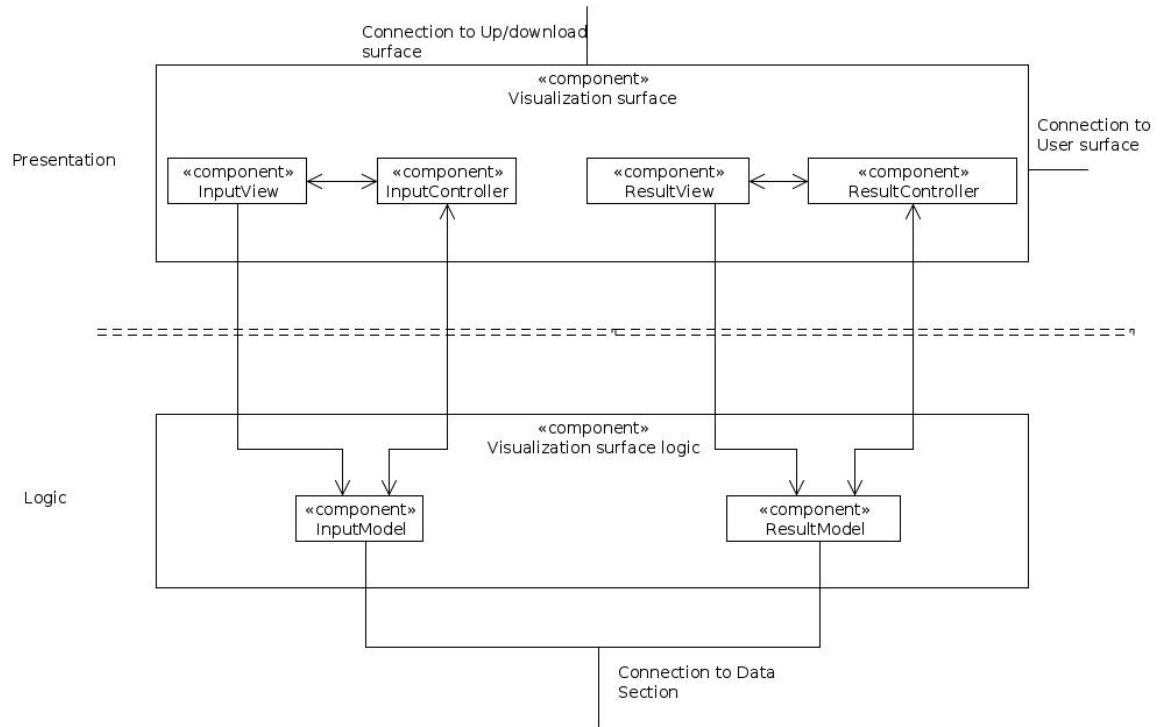 Connection to Up/download
surface
«component»
Visualization surface
Connection to
User surface
Presentation
«component»
InputView
«component»
InputController
«component»
ResultView
«component»
ResultController
«component»
Visualization surface logic
Logic
«component»
InputModel
«component»
ResultModel
Connection to Data
Section